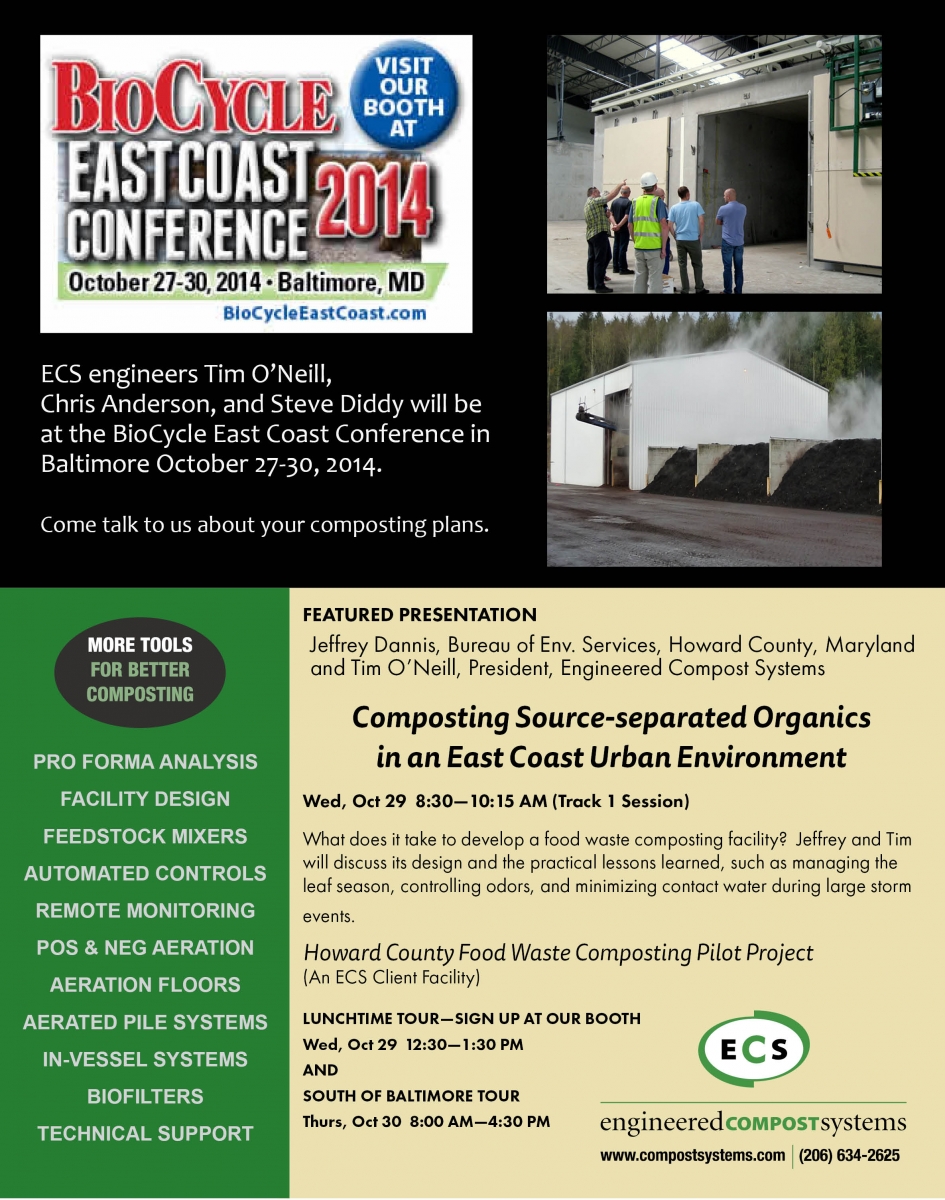 BIOCYCLE
VISIT
OUR
BOOTH
AT
EAST COAST
CONFERENCE 2014
October 27-30, 2014 • Baltimore, MD
BioCycleEastCoast.com
ECS engineers Tim O’Neill,
Chris Anderson, and Steve Diddy will be
at the BioCycle East Coast Conference in
Baltimore October 27-30, 2014.
Come talk to us about your composting plans.
MORE TOOLS
FOR BETTER
COMPOSTING
PRO FORMA ANALYSIS
FACILITY DESIGN
FEEDSTOCK MIXERS
AUTOMATED CONTROLS
REMOTE MONITORING
POS & NEG AERATION
AERATION FLOORS
AERATED PILE SYSTEMS
IN-VESSEL SYSTEMS
BIOFILTERS
TECHNICAL SUPPORT
FEATURED PRESENTATION
Jeffrey Dannis, Bureau of Env. Services, Howard County, Maryland
and Tim O’Neill, President, Engineered Compost Systems
Composting Source-separated Organics
in an East Coast Urban Environment
Wed, Oct 29 8:30—10:15 AM (Track 1 Session)
What does it take to develop a food waste composting facility? Jeffrey and Tim
will discuss its design and the practical lessons learned, such as managing the
leaf season, controlling odors, and minimizing contact water during large storm
events.
Howard County Food Waste Composting Pilot Project
(An ECS Client Facility)
LUNCHTIME TOUR—SIGN UP AT OUR BOOTH
Wed, Oct 29 12:30—1:30 PM
AND
SOUTH OF BALTIMORE TOUR
Thurs, Oct 30 8:00 AM—4:30 PM
ECS
engineeredCOMPOSTsystems
www.compostsystems.com | (206) 634-2625